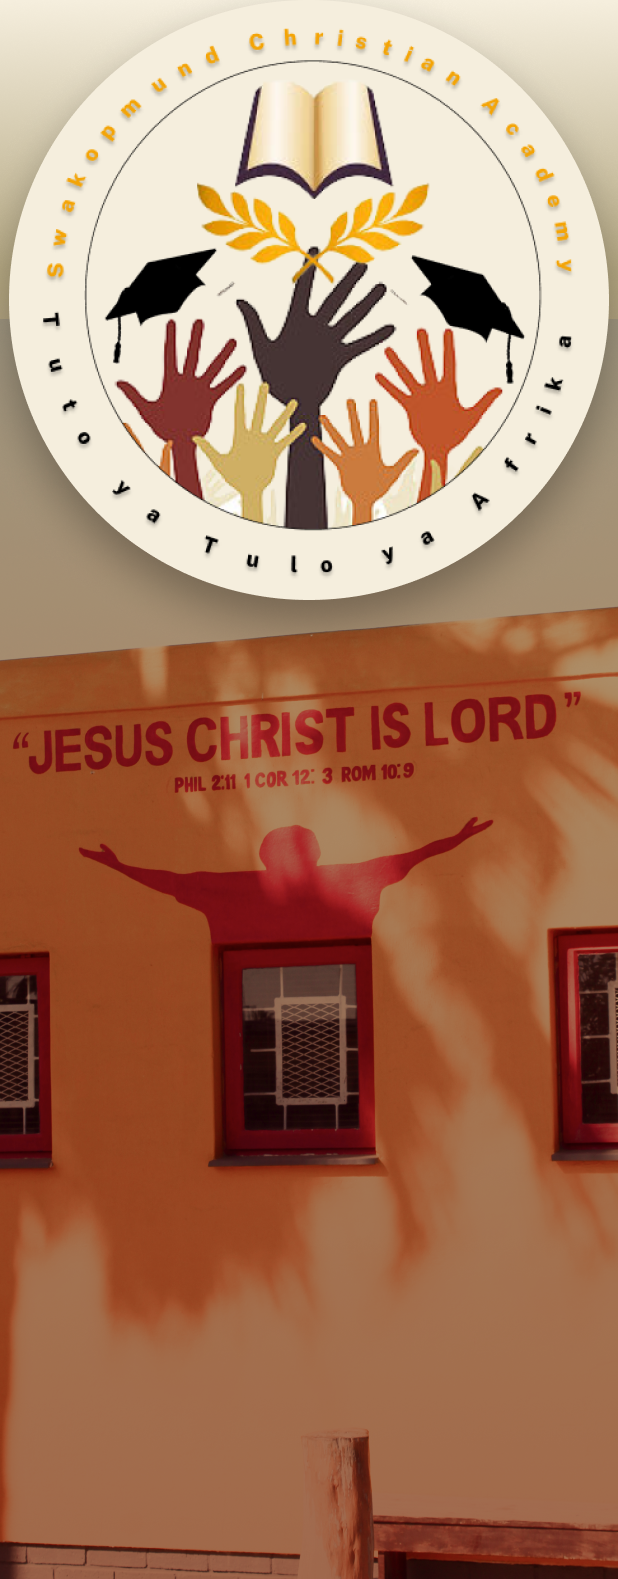 Swakopmund Christian Academy
Tuto ya Tulo ya Afrika
“JESUS CHRIST IS LORD”
PHIL 2:11 1 COR 12: 3 ROM 10:9